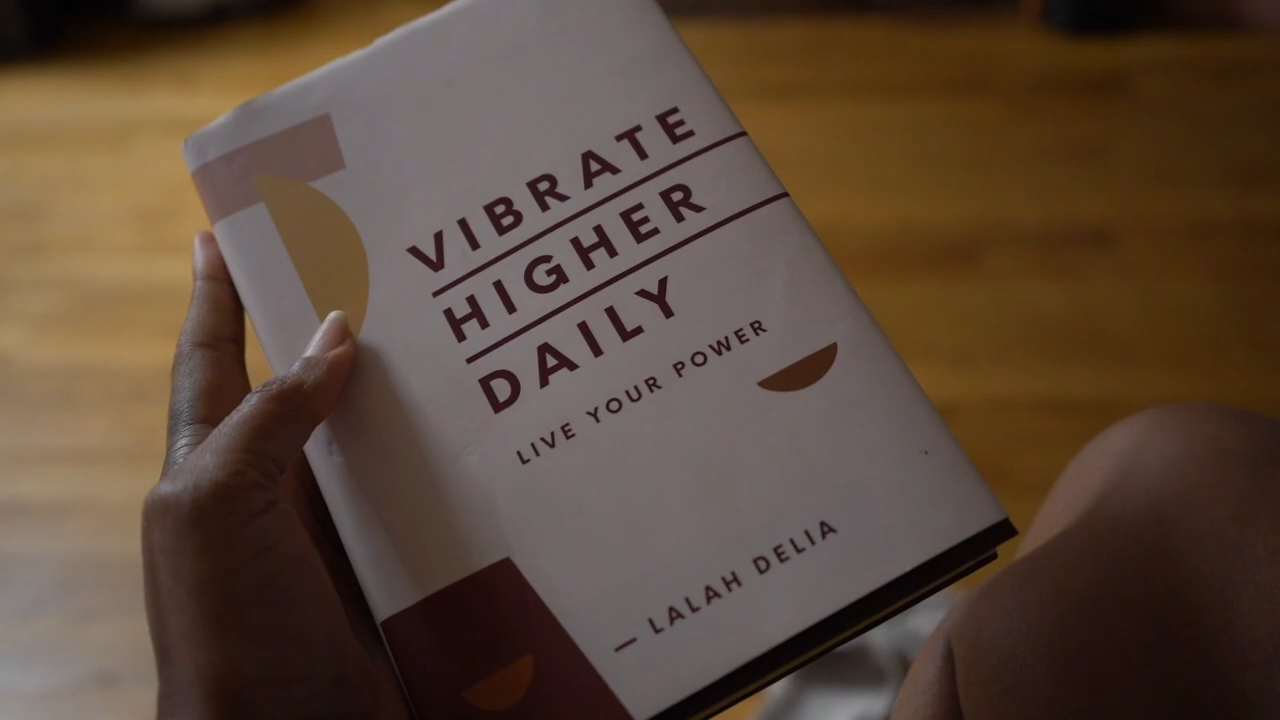 VIBRATE
HIGHER
DAILY
LIVE YOUR POWER
— LALAH DELIA